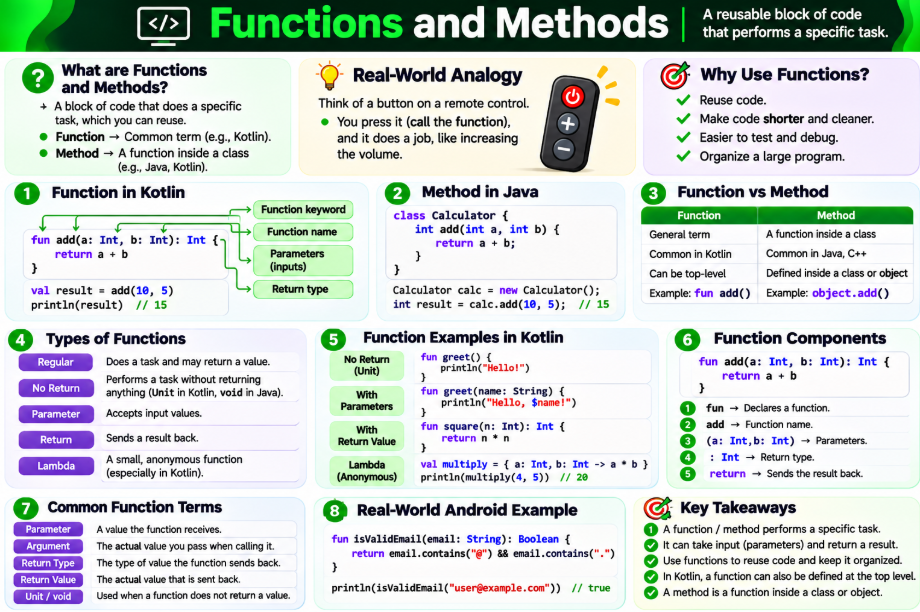 </>
Functions and Methods
A reusable block of code
that performs a specific task.
?
What are Functions
and Methods?
+ A block of code that does a specific
task, which you can reuse.
● Function → Common term (e.g., Kotlin).
● Method → A function inside a class
(e.g., Java, Kotlin).
Real-World Analogy
Think of a button on a remote control.
● You press it (call the function),
and it does a job, like increasing
the volume.
Why Use Functions?
✓ Reuse code.
✓ Make code shorter and cleaner.
✓ Easier to test and debug.
✓ Organize a large program.
1 Function in Kotlin
fun add(a: Int, b: Int): Int {
return a + b
}
Function keyword
Function name
Parameters
(inputs)
Return type
val result = add(10, 5)
println(result) // 15
2 Method in Java
class Calculator {
int add(int a, int b) {
return a + b;
}
}
Calculator calc = new Calculator();
int result = calc.add(10, 5); // 15
3 Function vs Method
Function Method
General term A function inside a class
Common in Kotlin Common in Java, C++
Can be top-level Defined inside a class or object
Example: fun add() Example: object.add()
4 Types of Functions
Regular Does a task and may return a value.
No Return Performs a task without returning
anything (Unit in Kotlin, void in Java).
Parameter Accepts input values.
Return Sends a result back.
Lambda A small, anonymous function
(especially in Kotlin).
5 Function Examples in Kotlin
No Return
(Unit)
fun greet() {
println("Hello!")
}
With
Parameters
fun greet(name: String) {
println("Hello, $name!")
}
With
Return Value
fun square(n: Int): Int {
return n * n
}
Lambda
(Anonymous)
val multiply = { a: Int, b: Int -> a * b }
println(multiply(4, 5)) // 20
6 Function Components
fun add(a: Int, b: Int): Int {
return a + b
}
1 fun → Declares a function.
2 add → Function name.
3 (a: Int,b: Int) → Parameters.
4 : Int → Return type.
5 return → Sends the result back.
7 Common Function Terms
Parameter A value the function receives.
Argument The actual value you pass when calling it.
Return Type The type of value the function sends back.
Return Value The actual value that is sent back.
Unit / void Used when a function does not return a value.
8 Real-World Android Example
fun isValidEmail(email: String): Boolean {
return email.contains("@") && email.contains(".")
}
println(isValidEmail("user@example.com")) // true
Key Takeaways
1 A function / method performs a specific task.
✓ It can take input (parameters) and return a result.
✓ Use functions to reuse code and keep it organized.
✓ In Kotlin, a function can also be defined at the top level.
✓ A method is a function inside a class or object.